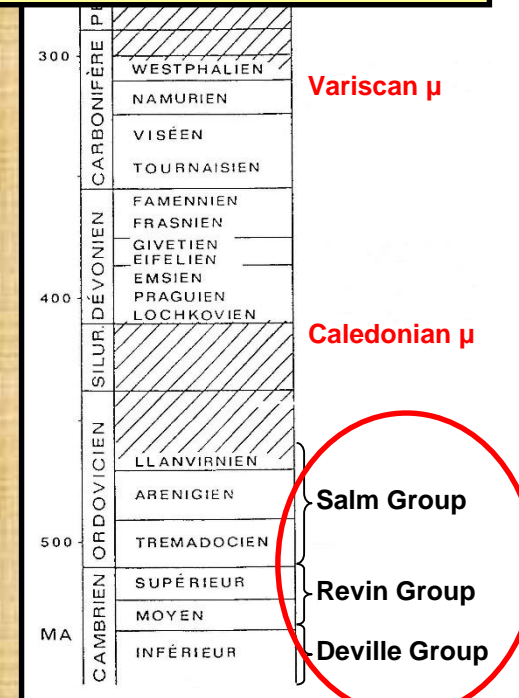 PE
300
CARBONIFÈRE
WESTPHALIEN
Variscan µ
NAMURIEN
VISÉEN
TOURNAISIEN
DÉVONIEN
FAMENNIEN
FRASNIEN
GIVETIEN
EIFELIEN
EMSIEN
400
PRAGUIEN
LOCHKOVIEN
SILUR.
Caledonian µ
ORDOVICIEN
LLANVIRNIEN
ARENIGIEN
Salm Group
500
TREMADOCIEN
CAMBRIEN
SUPÉRIEUR
Revin Group
MOYEN
MA
INFÉRIEUR
Deville Group